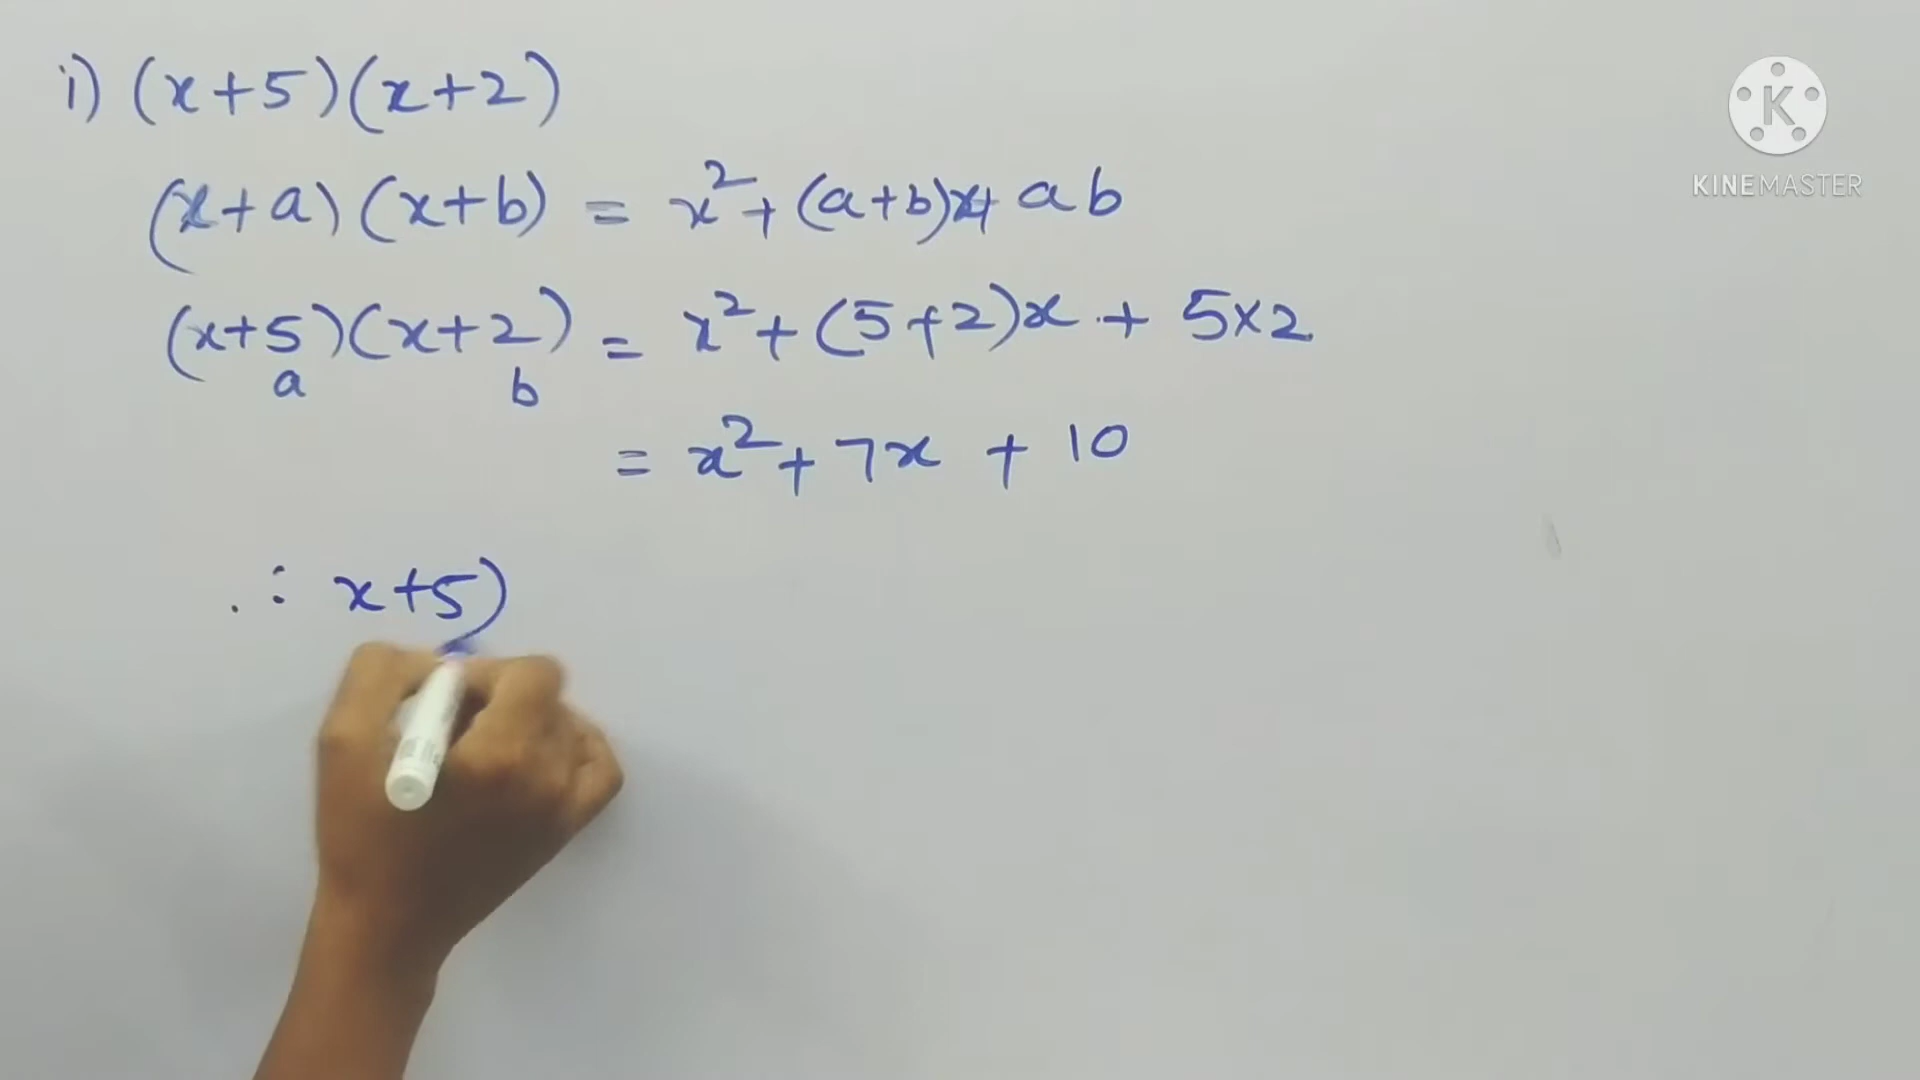 i) (x+5)(x+2)
(x+a)(x+b) = x²+(a+b)x+ab
(x+5)(x+2) = x²+(5+2)x+5×2
a b
= x²+7x+10
∴ x+5)
K
KINEMASTER